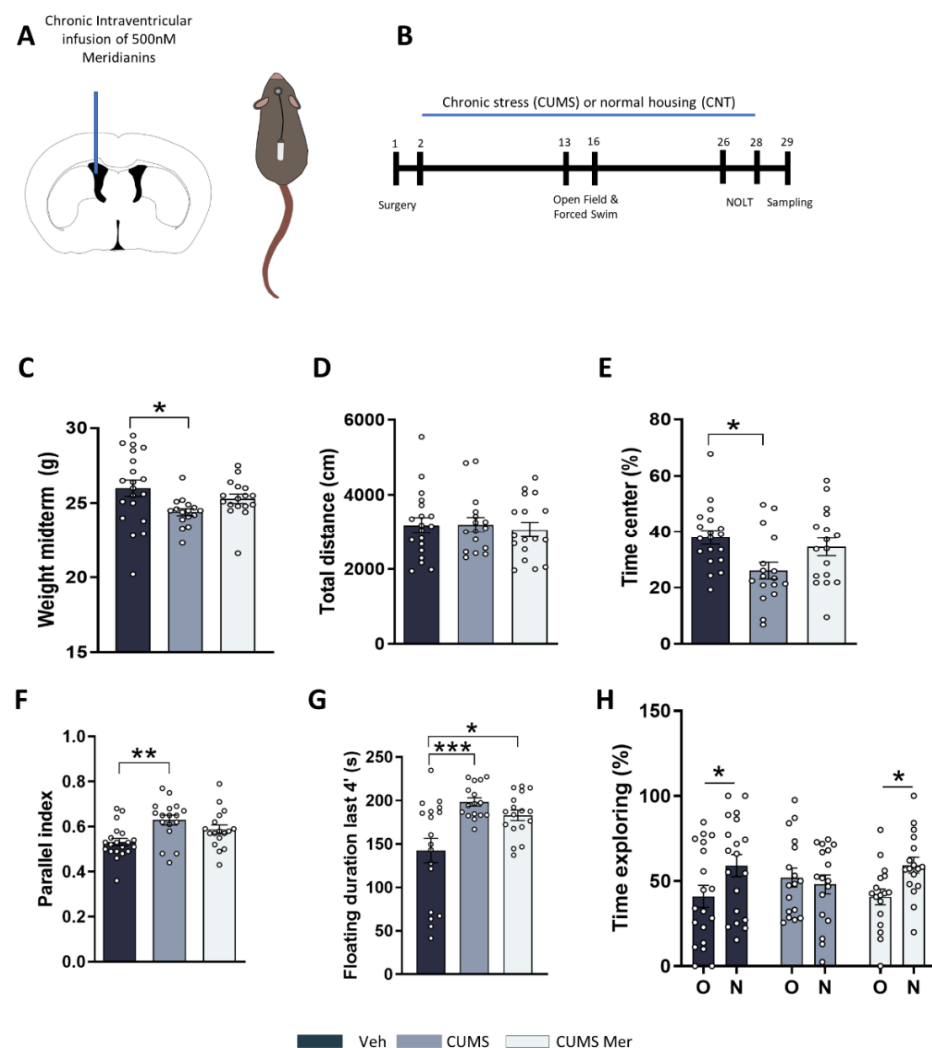 A
Chronic Intraventricular
infusion of 500nM
Meridianins
B
Chronic stress (CUMS) or normal housing (CNT)
1 2 13 16 26 28 29
Surgery
Open Field &
Forced Swim
NOLT
Sampling
C
Weight midterm (g)
30
25
20
15
*
D
Total distance (cm)
6000
4000
2000
0
E
Time center (%)
80
60
40
20
0
*
F
Parallel index
1.0
0.8
0.6
0.4
0.2
0.0
**
G
Floating duration last 4' (s)
250
200
150
100
50
0
***
*
H
Time exploring (%)
150
100
50
0
*
*
O N O N O N
Veh CUMS CUMS Mer